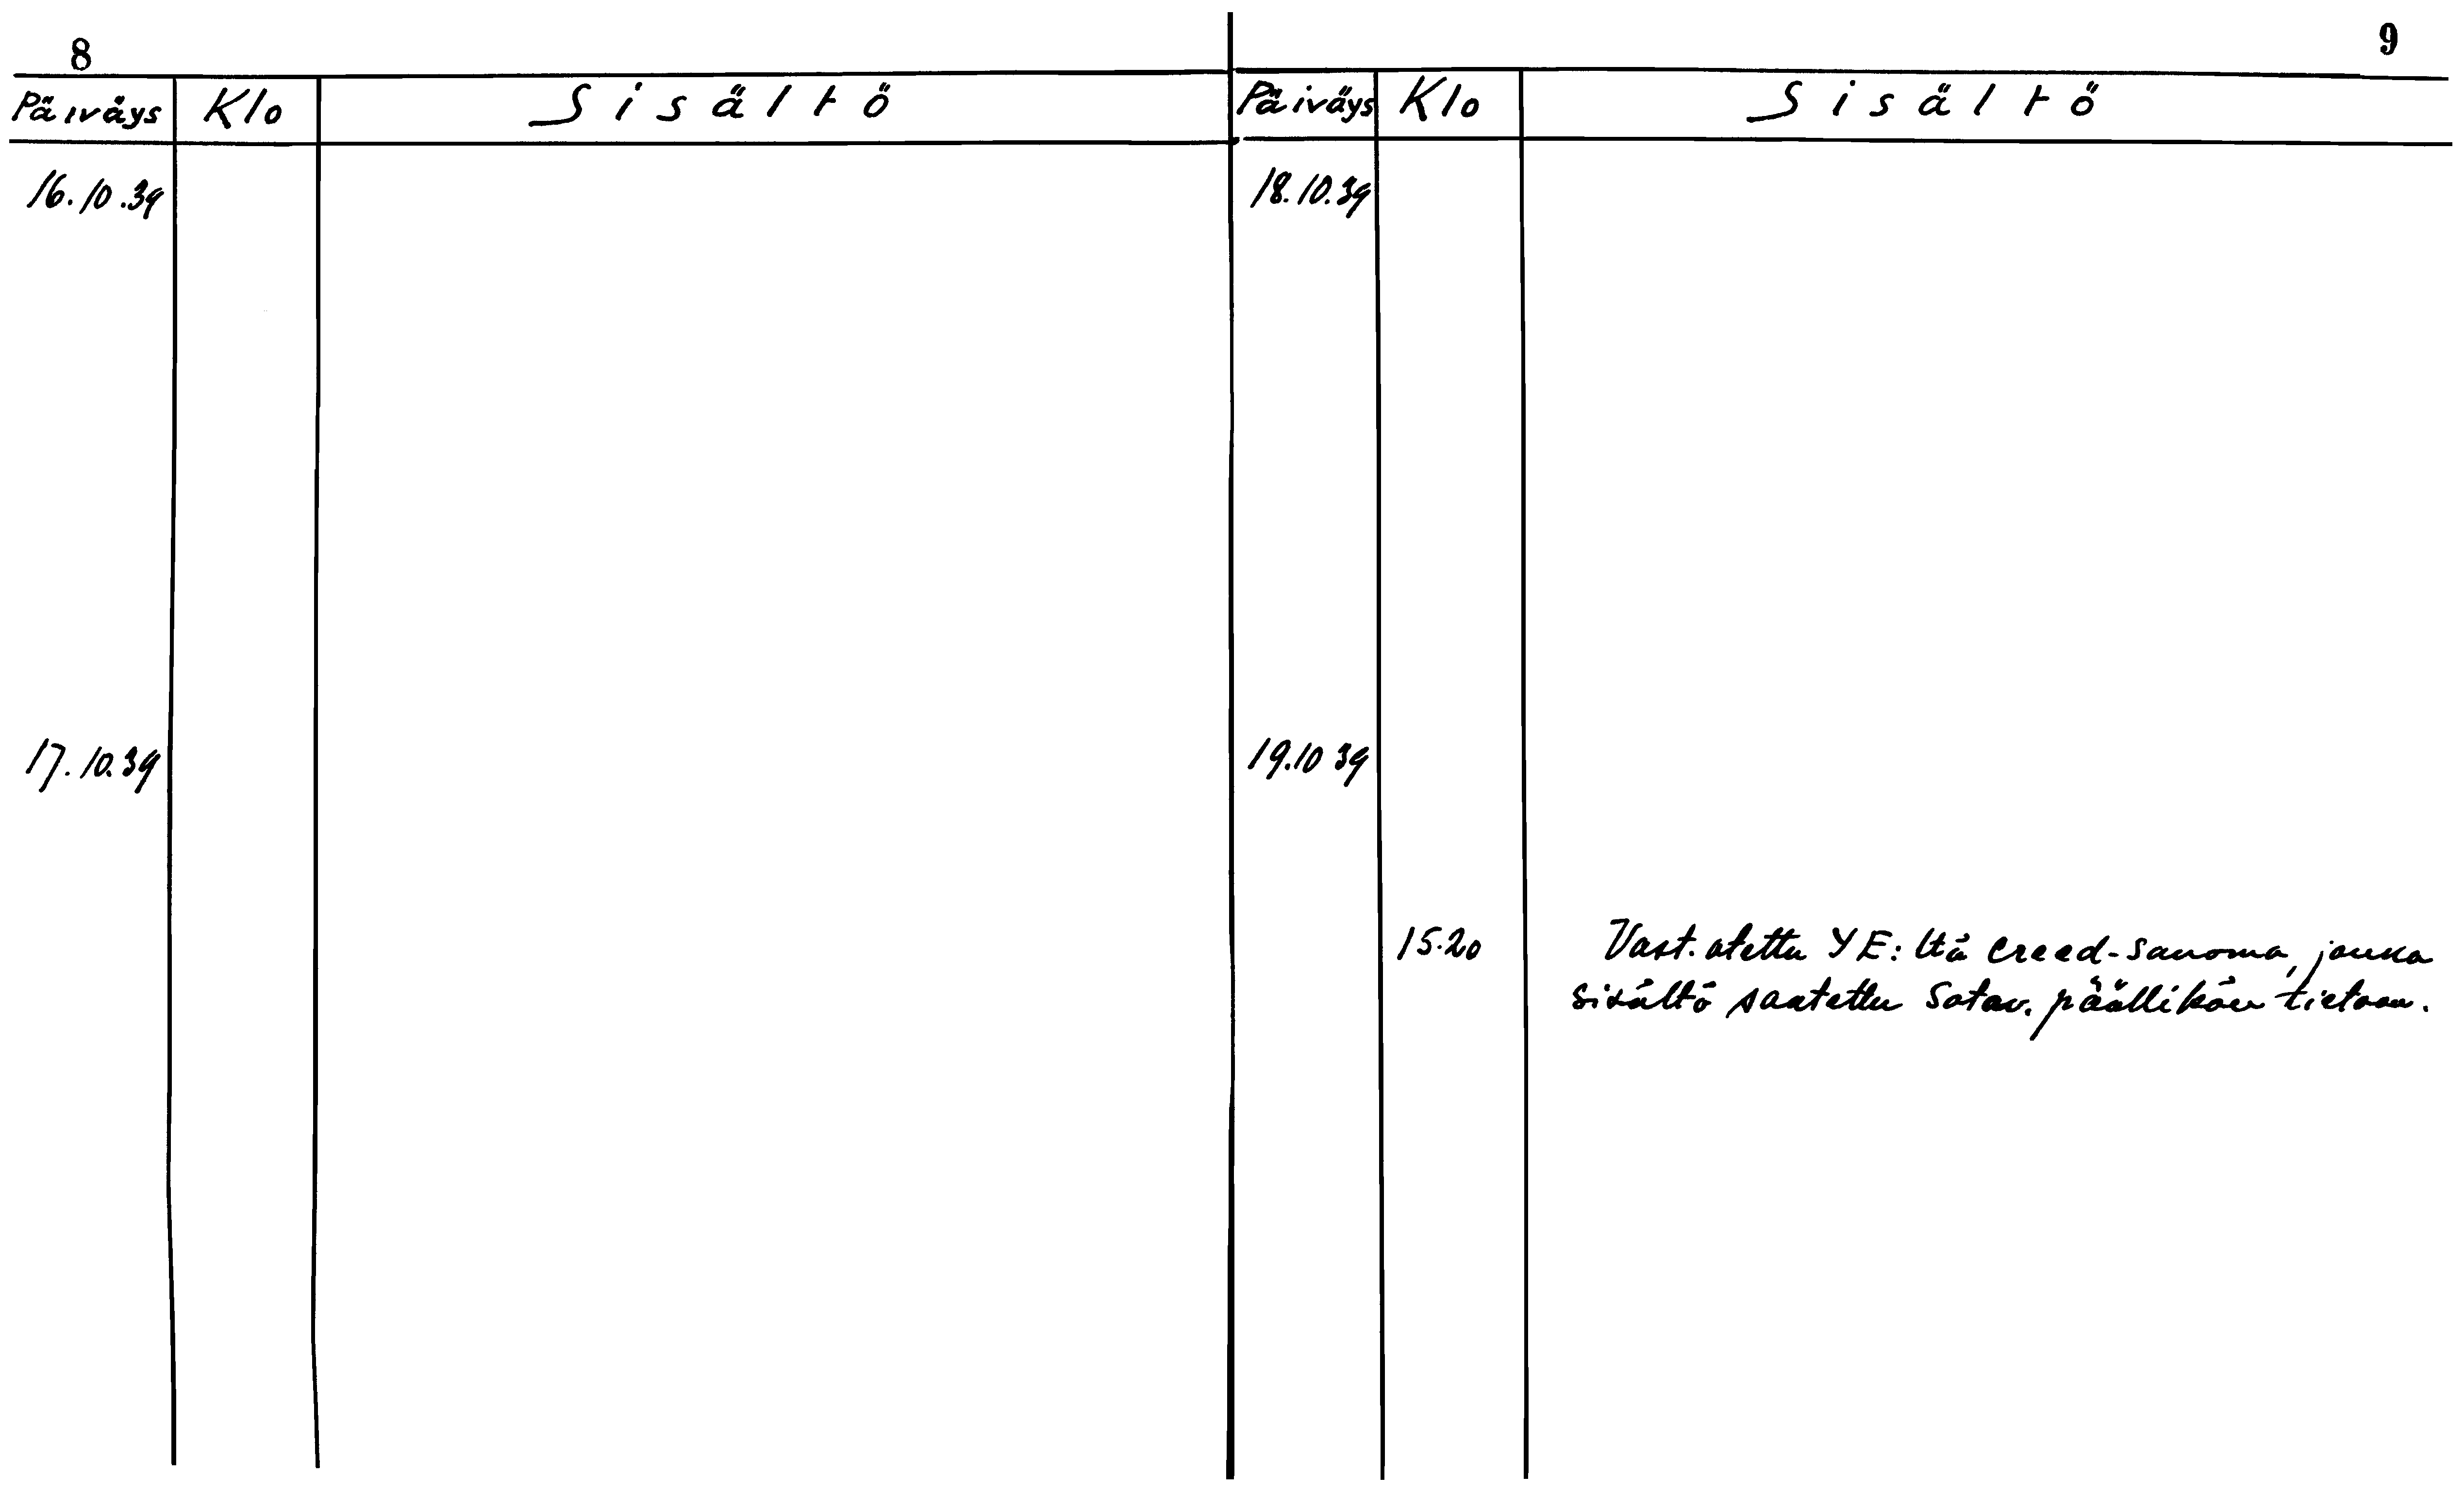 8
Päiväys Klo Sisältö
16.10.39
17.10.39
9
Päiväys Klo Sisältö
18.10.39
19.10 39
15.20 Vast. otettu YE:ltä Creed-sanoma, jonka
sisältö saatettu Sotav. päällikön tietoon.